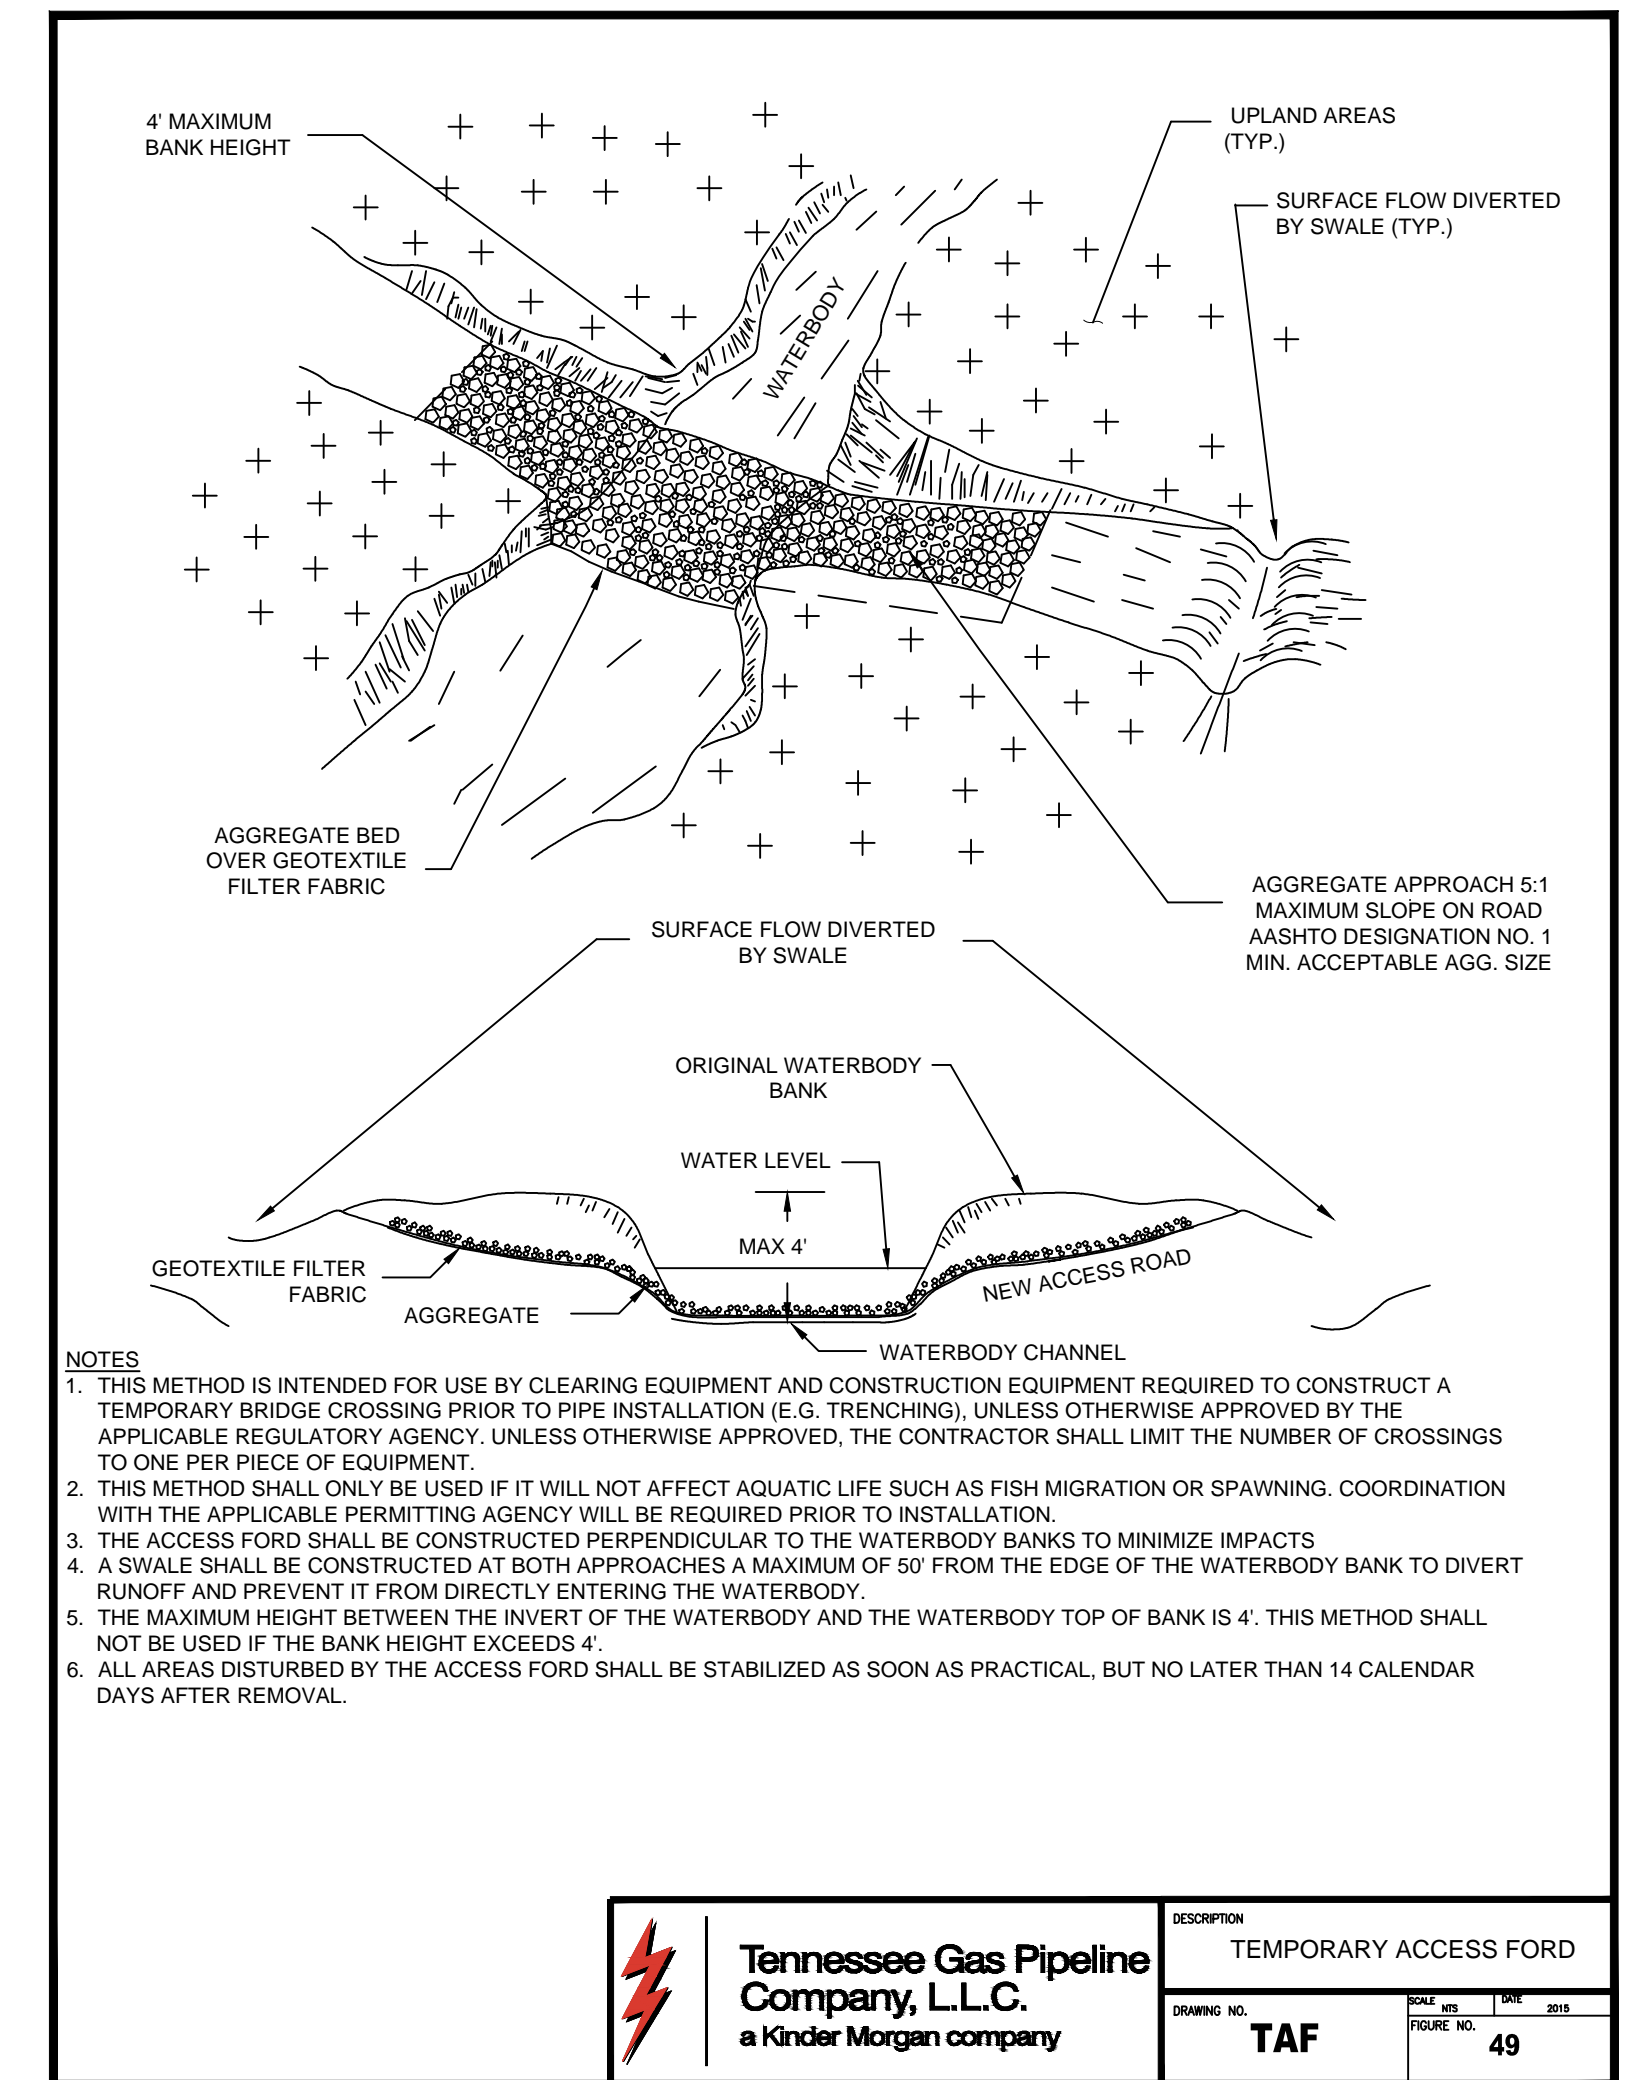 4' MAXIMUM
BANK HEIGHT
UPLAND AREAS
(TYP.)
SURFACE FLOW DIVERTED
BY SWALE (TYP.)
WATERBODY
AGGREGATE BED
OVER GEOTEXTILE
FILTER FABRIC
AGGREGATE APPROACH 5:1
MAXIMUM SLOPE ON ROAD
AASHTO DESIGNATION NO. 1
MIN. ACCEPTABLE AGG. SIZE
SURFACE FLOW DIVERTED
BY SWALE
ORIGINAL WATERBODY
BANK
WATER LEVEL
MAX 4'
GEOTEXTILE FILTER
FABRIC
AGGREGATE
NEW ACCESS ROAD
WATERBODY CHANNEL
NOTES
1. THIS METHOD IS INTENDED FOR USE BY CLEARING EQUIPMENT AND CONSTRUCTION EQUIPMENT REQUIRED TO CONSTRUCT A
TEMPORARY BRIDGE CROSSING PRIOR TO PIPE INSTALLATION (E.G. TRENCHING), UNLESS OTHERWISE APPROVED BY THE
APPLICABLE REGULATORY AGENCY. UNLESS OTHERWISE APPROVED, THE CONTRACTOR SHALL LIMIT THE NUMBER OF CROSSINGS
TO ONE PER PIECE OF EQUIPMENT.
2. THIS METHOD SHALL ONLY BE USED IF IT WILL NOT AFFECT AQUATIC LIFE SUCH AS FISH MIGRATION OR SPAWNING. COORDINATION
WITH THE APPLICABLE PERMITTING AGENCY WILL BE REQUIRED PRIOR TO INSTALLATION.
3. THE ACCESS FORD SHALL BE CONSTRUCTED PERPENDICULAR TO THE WATERBODY BANKS TO MINIMIZE IMPACTS
4. A SWALE SHALL BE CONSTRUCTED AT BOTH APPROACHES A MAXIMUM OF 50' FROM THE EDGE OF THE WATERBODY BANK TO DIVERT
RUNOFF AND PREVENT IT FROM DIRECTLY ENTERING THE WATERBODY.
5. THE MAXIMUM HEIGHT BETWEEN THE INVERT OF THE WATERBODY AND THE WATERBODY TOP OF BANK IS 4'. THIS METHOD SHALL
NOT BE USED IF THE BANK HEIGHT EXCEEDS 4'.
6. ALL AREAS DISTURBED BY THE ACCESS FORD SHALL BE STABILIZED AS SOON AS PRACTICAL, BUT NO LATER THAN 14 CALENDAR
DAYS AFTER REMOVAL.
Tennessee Gas Pipeline
Company, L.L.C.
a Kinder Morgan company
DESCRIPTION
TEMPORARY ACCESS FORD
DRAWING NO.
TAF
SCALE NTS
DATE 2015
FIGURE NO.
49